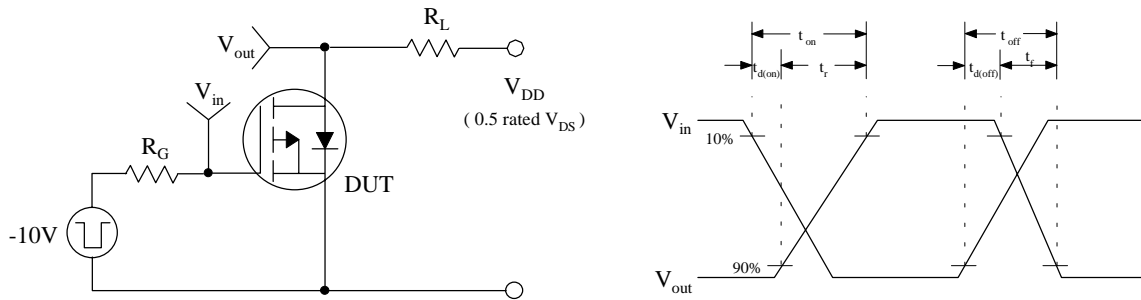 R_L
V_out
V_DD
( 0.5 rated V_DS )
V_in
R_G
DUT
-10V
t_on
t_off
t_d(on)
t_r
t_d(off)
t_f
V_in
10%
90%
V_out